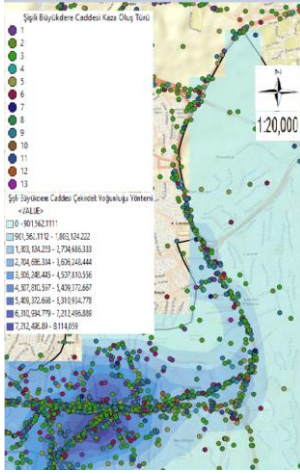 Şişli Büyükdere Caddesi Kaza Oluş Türü
1
2
3
4
5
6
7
8
9
10
11
12
13
Şişli Büyükdere Caddesi Çekirdek Yoğunluğu Yöntemi
<VALUE>
0 - 901,562.1111
901,562.1112 - 1,803,124.222
1,803,124.223 - 2,704,686.333
2,704,686.334 - 3,606,248.444
3,606,248.445 - 4,507,810.556
4,507,810.557 - 5,409,372.667
5,409,372.668 - 6,310,934.778
6,310,934.779 - 7,212,496.889
7,212,496.89 - 8,114,059
1:20,000